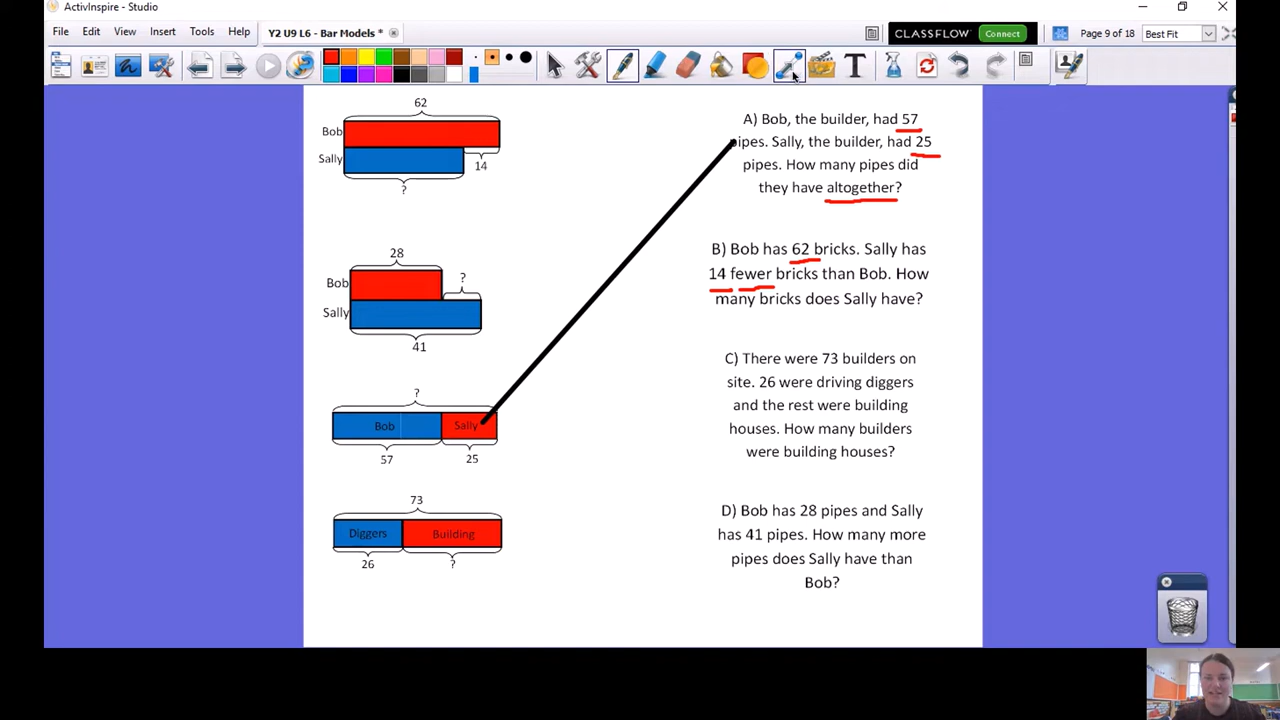 ActivInspire - Studio
File Edit View Insert Tools Help
Y2 U9 L6 - Bar Models *
CLASSFLOW Connect
Page 9 of 18
Best Fit
T
62
Bob
Sally
14
?
28
Bob
?
Sally
41
?
Bob Sally
57 25
73
Diggers Building
26 ?
A) Bob, the builder, had 57
pipes. Sally, the builder, had 25
pipes. How many pipes did
they have altogether?
B) Bob has 62 bricks. Sally has
14 fewer bricks than Bob. How
many bricks does Sally have?
C) There were 73 builders on
site. 26 were driving diggers
and the rest were building
houses. How many builders
were building houses?
D) Bob has 28 pipes and Sally
has 41 pipes. How many more
pipes does Sally have than
Bob?